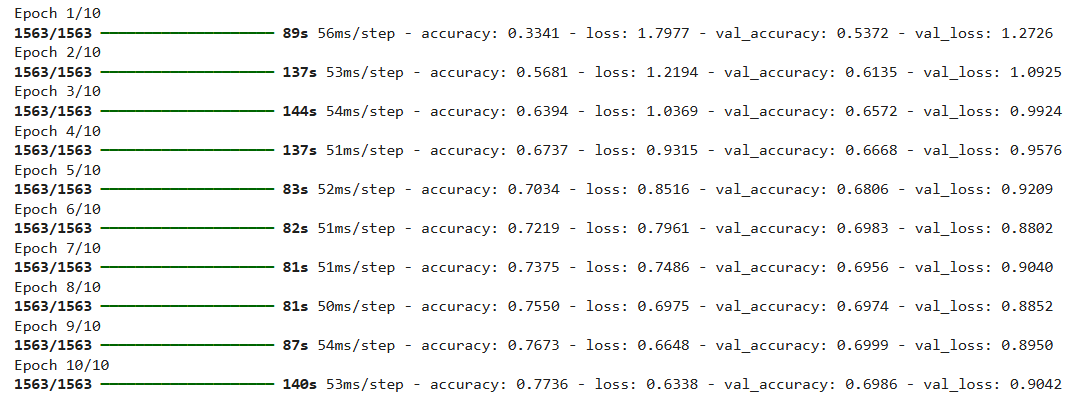 Epoch 1/10
1563/1563 ━━━━━━━━━━━━━━━━━━━━ 89s 56ms/step - accuracy: 0.3341 - loss: 1.7977 - val_accuracy: 0.5372 - val_loss: 1.2726
Epoch 2/10
1563/1563 ━━━━━━━━━━━━━━━━━━━━ 137s 53ms/step - accuracy: 0.5681 - loss: 1.2194 - val_accuracy: 0.6135 - val_loss: 1.0925
Epoch 3/10
1563/1563 ━━━━━━━━━━━━━━━━━━━━ 144s 54ms/step - accuracy: 0.6394 - loss: 1.0369 - val_accuracy: 0.6572 - val_loss: 0.9924
Epoch 4/10
1563/1563 ━━━━━━━━━━━━━━━━━━━━ 137s 51ms/step - accuracy: 0.6737 - loss: 0.9315 - val_accuracy: 0.6668 - val_loss: 0.9576
Epoch 5/10
1563/1563 ━━━━━━━━━━━━━━━━━━━━ 83s 52ms/step - accuracy: 0.7034 - loss: 0.8516 - val_accuracy: 0.6806 - val_loss: 0.9209
Epoch 6/10
1563/1563 ━━━━━━━━━━━━━━━━━━━━ 82s 51ms/step - accuracy: 0.7219 - loss: 0.7961 - val_accuracy: 0.6983 - val_loss: 0.8802
Epoch 7/10
1563/1563 ━━━━━━━━━━━━━━━━━━━━ 81s 51ms/step - accuracy: 0.7375 - loss: 0.7486 - val_accuracy: 0.6956 - val_loss: 0.9040
Epoch 8/10
1563/1563 ━━━━━━━━━━━━━━━━━━━━ 81s 50ms/step - accuracy: 0.7550 - loss: 0.6975 - val_accuracy: 0.6974 - val_loss: 0.8852
Epoch 9/10
1563/1563 ━━━━━━━━━━━━━━━━━━━━ 87s 54ms/step - accuracy: 0.7673 - loss: 0.6648 - val_accuracy: 0.6999 - val_loss: 0.8950
Epoch 10/10
1563/1563 ━━━━━━━━━━━━━━━━━━━━ 140s 53ms/step - accuracy: 0.7736 - loss: 0.6338 - val_accuracy: 0.6986 - val_loss: 0.9042